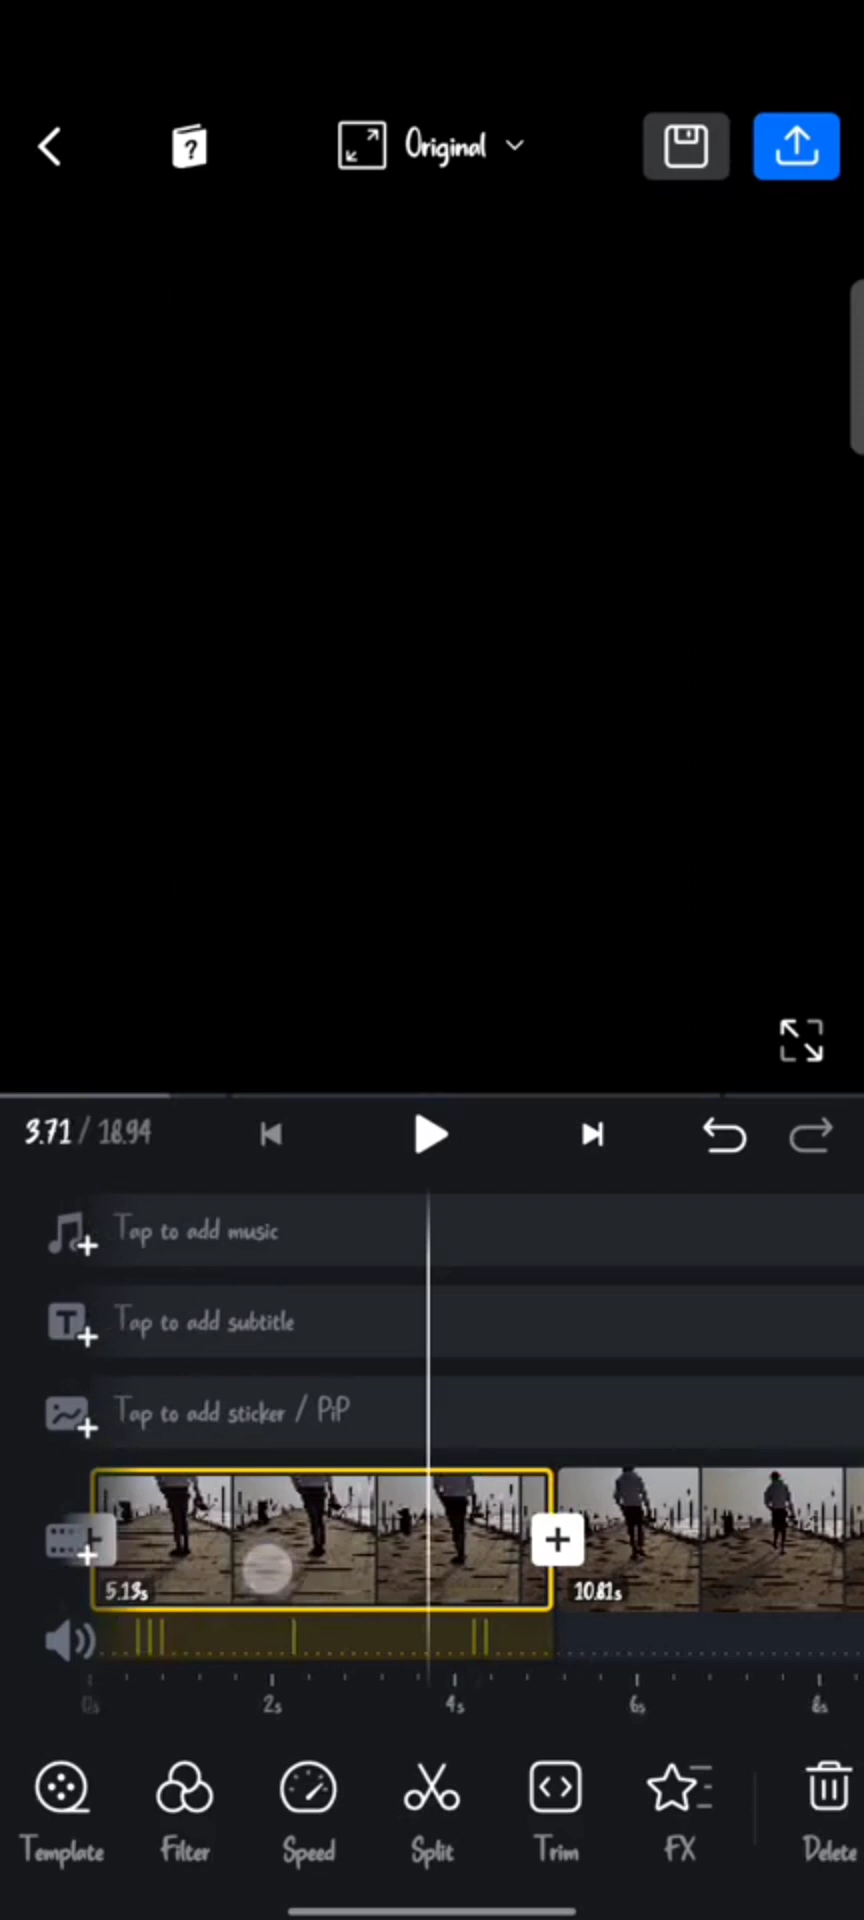 Original
3.71 / 18.94
Tap to add music
Tap to add subtitle
Tap to add sticker / PiP
5.13s
10.81s
0s 2s 4s 6s 8s
Template Filter Speed Split Trim FX Delete